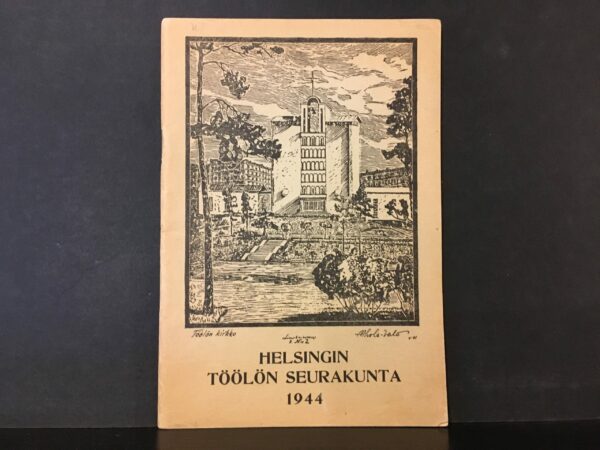 Töölön kirkko
HELSINGIN
TÖÖLÖN SEURAKUNTA
1944